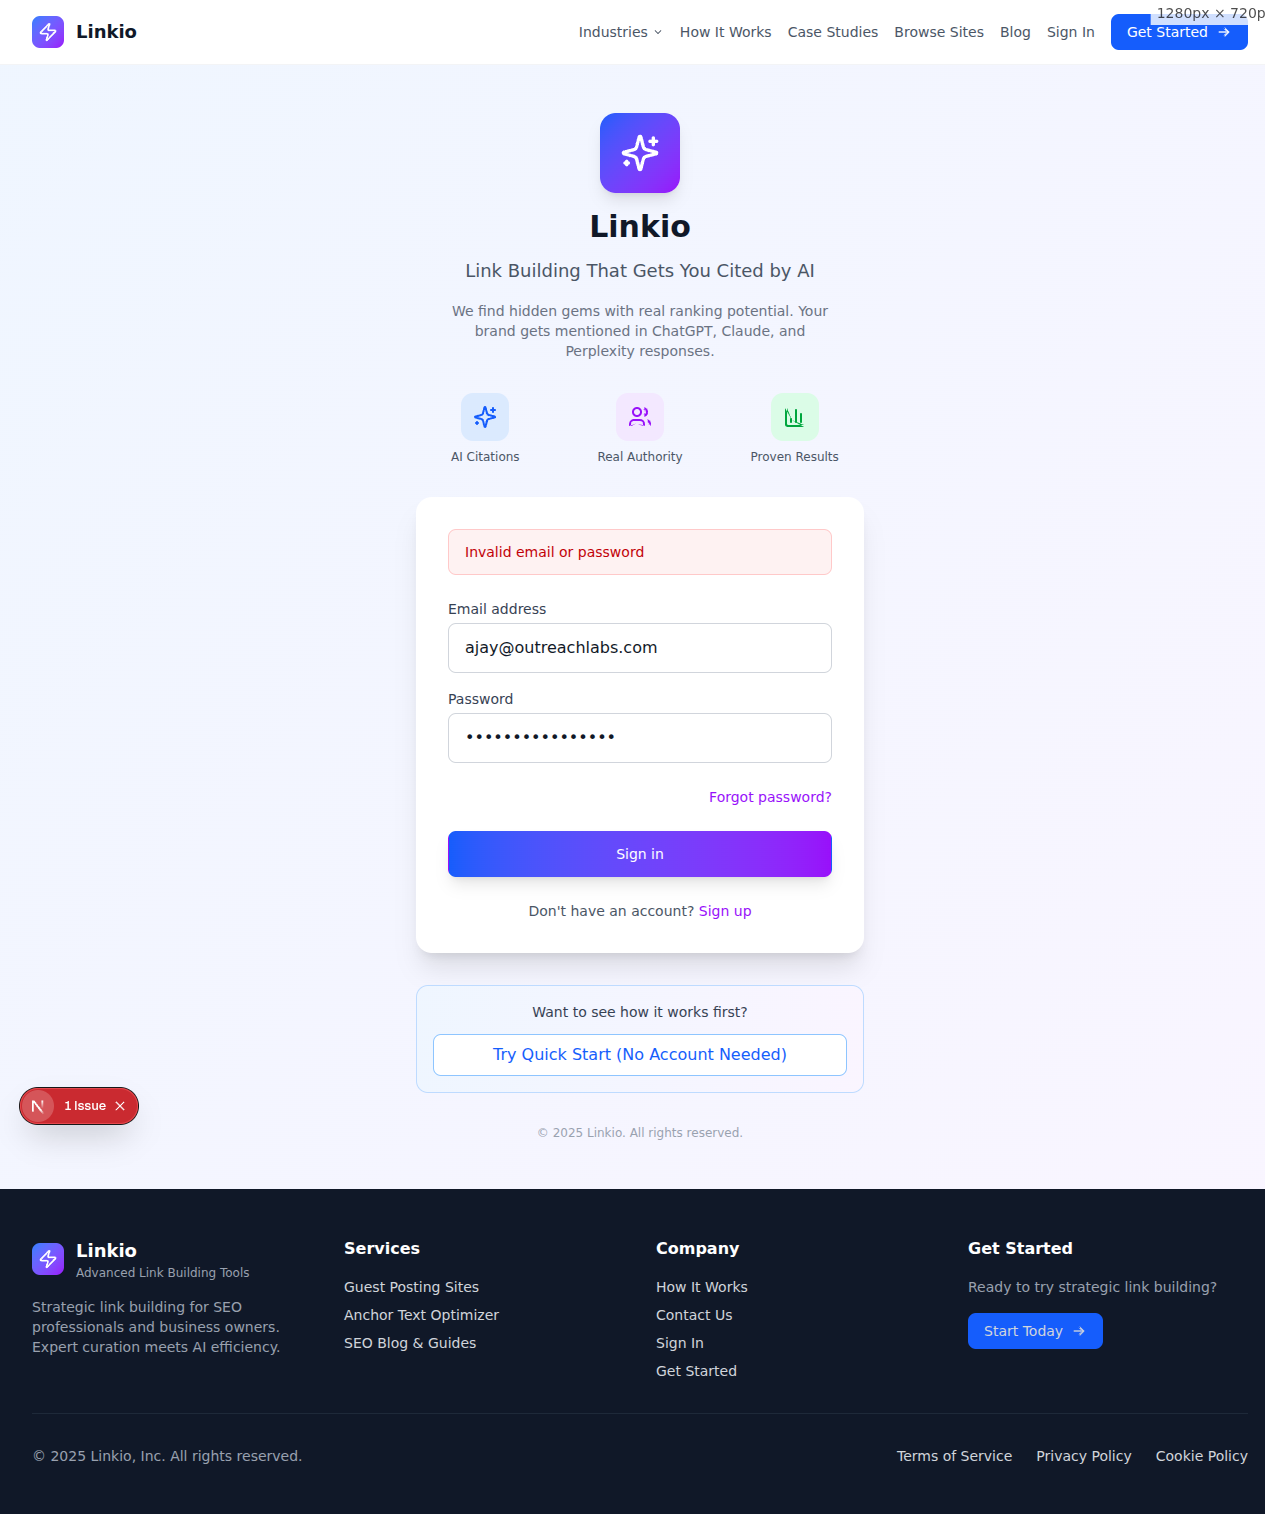 Linkio
Industries
How It Works
Case Studies
Browse Sites
Blog
Sign In
Get Started
1280px × 720p
Linkio
Link Building That Gets You Cited by AI
We find hidden gems with real ranking potential. Your
brand gets mentioned in ChatGPT, Claude, and
Perplexity responses.
AI Citations
Real Authority
Proven Results
Invalid email or password
Email address
ajay@outreachlabs.com
Password
••••••••••••••••
Forgot password?
Sign in
Don't have an account? Sign up
Want to see how it works first?
Try Quick Start (No Account Needed)
N
1 Issue
© 2025 Linkio. All rights reserved.
Linkio
Advanced Link Building Tools
Strategic link building for SEO
professionals and business owners.
Expert curation meets AI efficiency.
Services
Guest Posting Sites
Anchor Text Optimizer
SEO Blog & Guides
Company
How It Works
Contact Us
Sign In
Get Started
Get Started
Ready to try strategic link building?
Start Today
© 2025 Linkio, Inc. All rights reserved.
Terms of Service
Privacy Policy
Cookie Policy